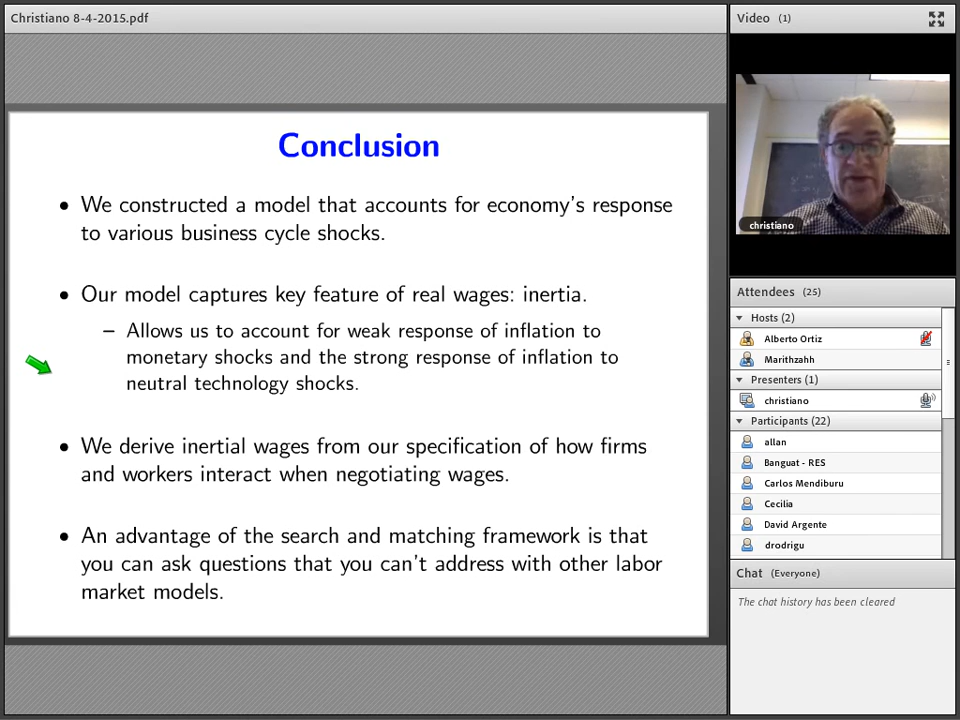 Christiano 8-4-2015.pdf
Conclusion
• We constructed a model that accounts for economy's response
to various business cycle shocks.
• Our model captures key feature of real wages: inertia.
– Allows us to account for weak response of inflation to
monetary shocks and the strong response of inflation to
neutral technology shocks.
• We derive inertial wages from our specification of how firms
and workers interact when negotiating wages.
• An advantage of the search and matching framework is that
you can ask questions that you can't address with other labor
market models.
Video (1)
christiano
Attendees (25)
Hosts (2)
Alberto Ortiz
Marithzahh
Presenters (1)
christiano
Participants (22)
allan
Banguat - RES
Carlos Mendiburu
Cecilia
David Argente
drodrigu
Chat (Everyone)
The chat history has been cleared